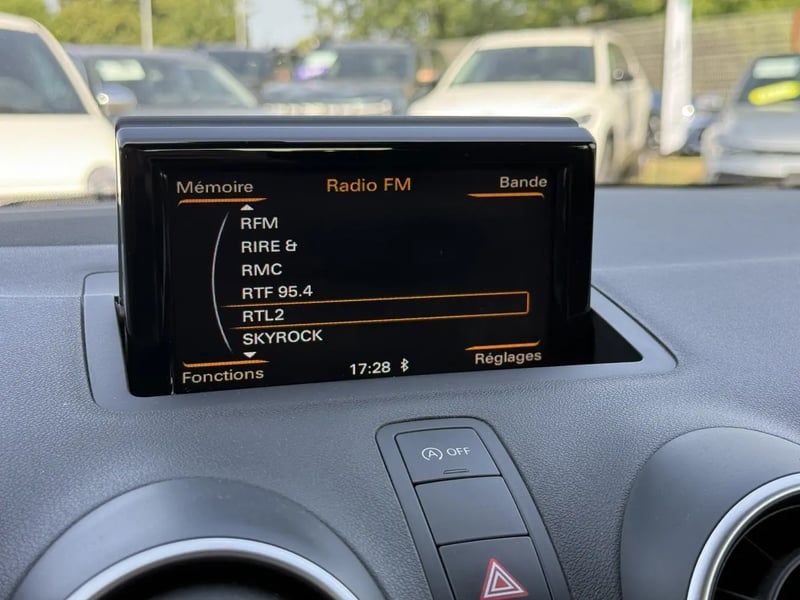 Mémoire Radio FM Bande
RFM
RIRE &
RMC
RTF 95.4
RTL2
SKYROCK
Fonctions 17:28 Réglages
A OFF